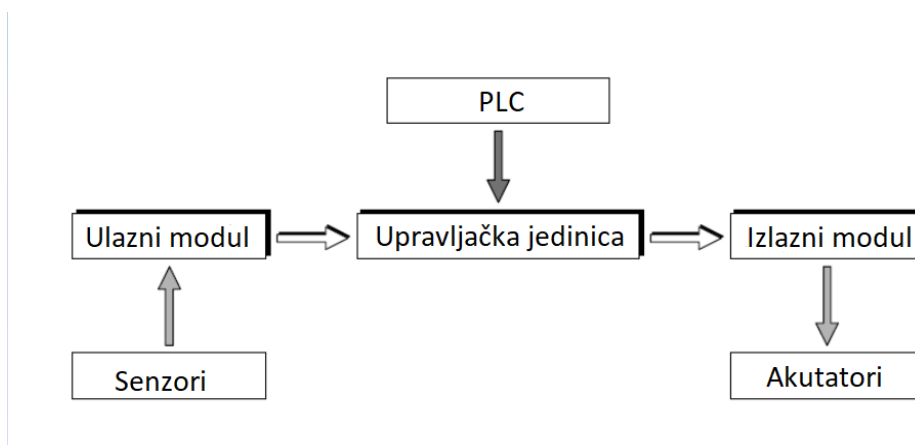 PLC
Ulazni modul
Upravljačka jedinica
Izlazni modul
Senzori
Akutatori